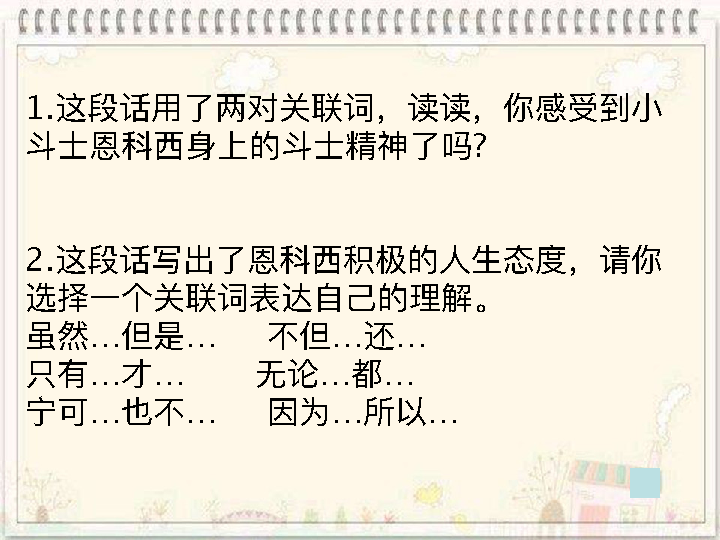 1.这段话用了两对关联词，读读，你感受到小
斗士恩科西身上的斗士精神了吗?
2.这段话写出了恩科西积极的人生态度，请你
选择一个关联词表达自己的理解。
虽然…但是… 不但…还…
只有…才… 无论…都…
宁可…也不… 因为…所以…